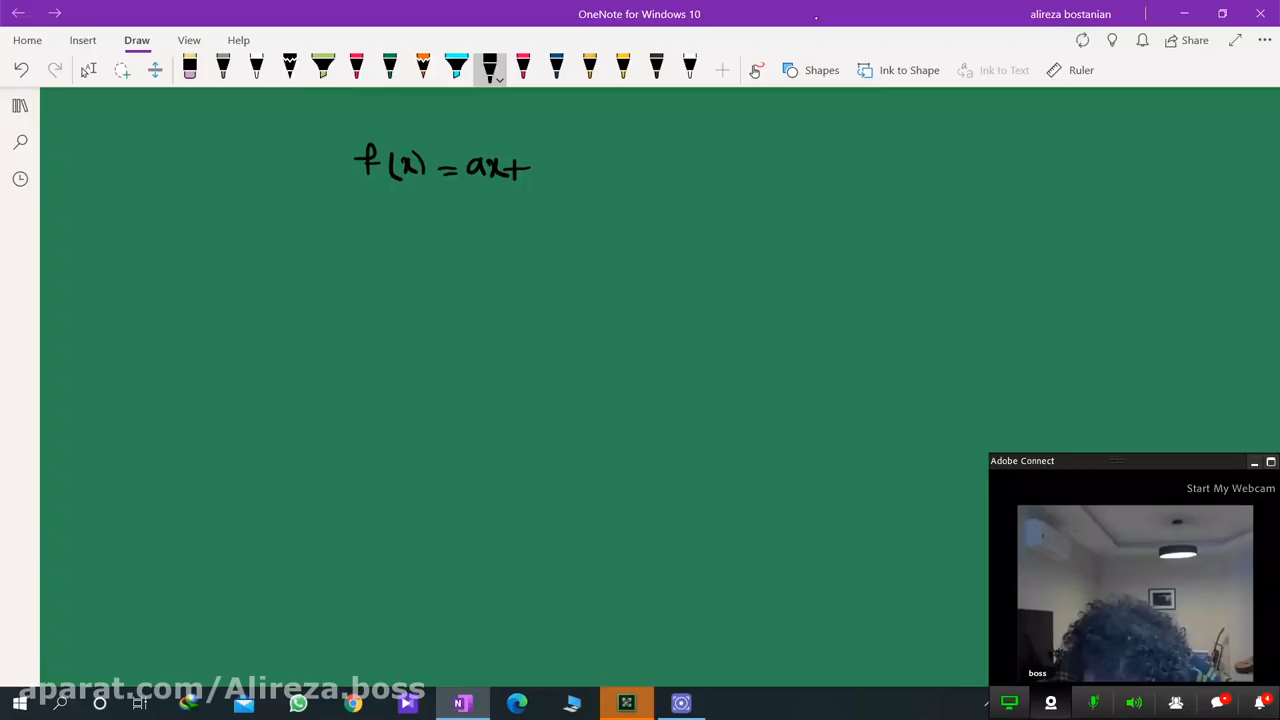 OneNote for Windows 10
alireza bostanian
Home Insert Draw View Help
Share
Shapes
Ink to Shape
Ink to Text
Ruler
f(x) = ax+
Adobe Connect
Start My Webcam
boss
aparat.com/Alireza.boss
4